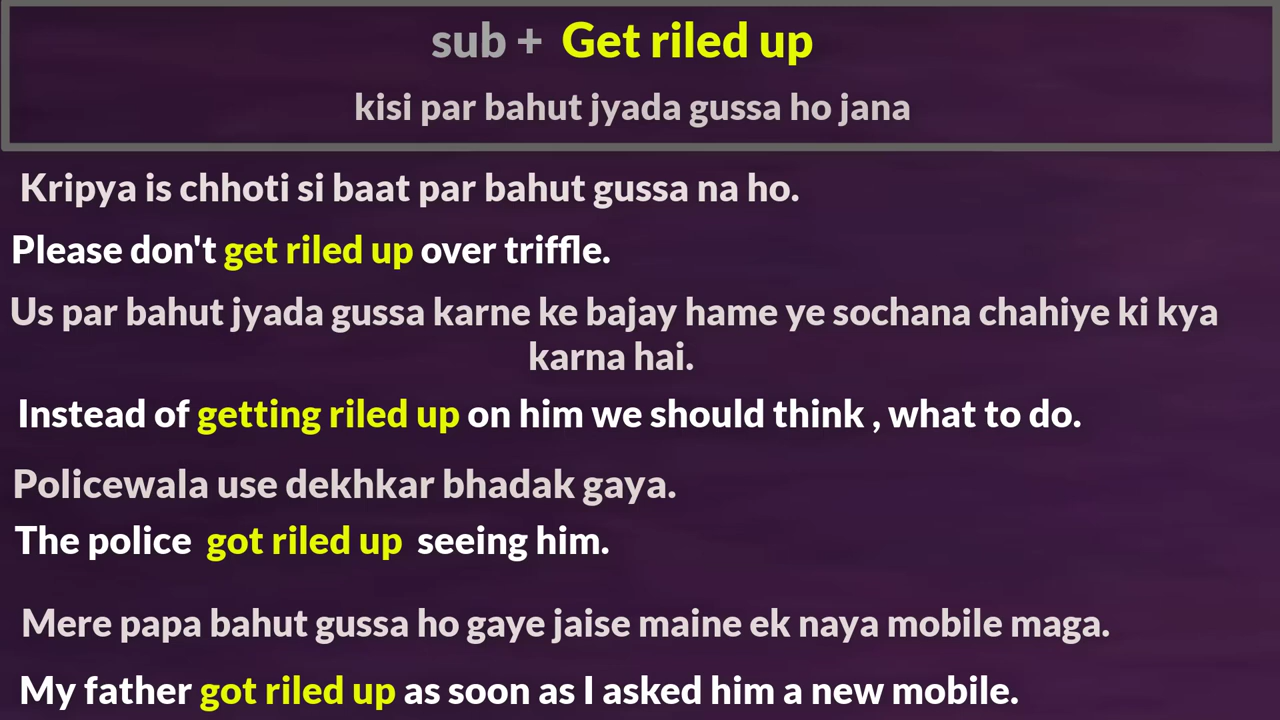 sub + Get riled up
kisi par bahut jyada gussa ho jana
Kripya is chhoti si baat par bahut gussa na ho.
Please don't get riled up over triffle.
Us par bahut jyada gussa karne ke bajay hame ye sochana chahiye ki kya
karna hai.
Instead of getting riled up on him we should think , what to do.
Policewala use dekhkar bhadak gaya.
The police got riled up seeing him.
Mere papa bahut gussa ho gaye jaise maine ek naya mobile maga.
My father got riled up as soon as I asked him a new mobile.